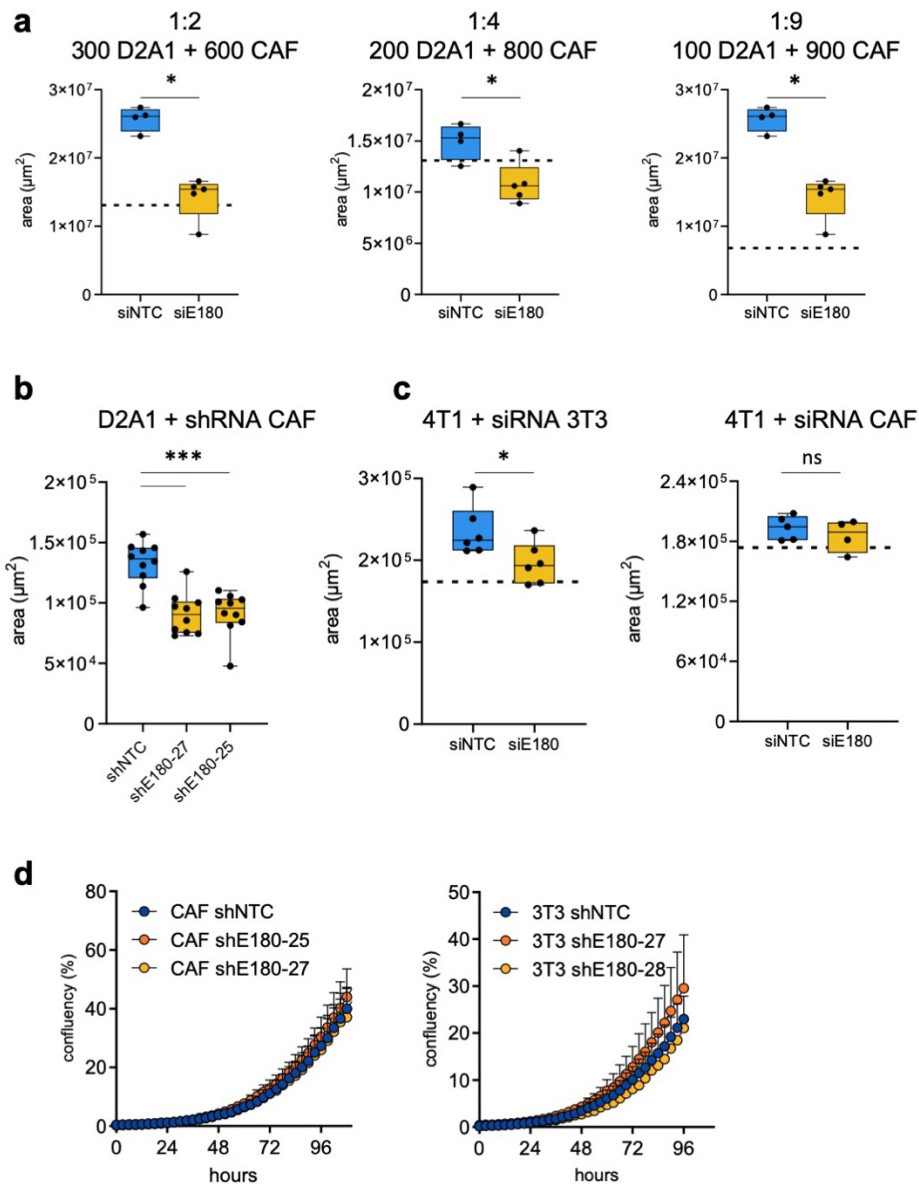 a
1:2
300 D2A1 + 600 CAF
*
3×10⁷
2×10⁷
1×10⁷
0
area (µm²)
siNTC siE180
1:4
200 D2A1 + 800 CAF
*
2×10⁷
1.5×10⁷
1×10⁷
5×10⁶
0
area (µm²)
siNTC siE180
1:9
100 D2A1 + 900 CAF
*
3×10⁷
2×10⁷
1×10⁷
0
area (µm²)
siNTC siE180
b
D2A1 + shRNA CAF
***
2×10⁵
1.5×10⁵
1×10⁵
5×10⁴
0
area (µm²)
shNTC
shE180-27
shE180-25
c
4T1 + siRNA 3T3
*
3×10⁵
2×10⁵
1×10⁵
0
area (µm²)
siNTC siE180
4T1 + siRNA CAF
ns
2.4×10⁵
1.8×10⁵
1.2×10⁵
6×10⁴
0
area (µm²)
siNTC siE180
d
80
60
40
20
0
confluency (%)
CAF shNTC
CAF shE180-25
CAF shE180-27
0 24 48 72 96
hours
50
40
30
20
10
0
confluency (%)
3T3 shNTC
3T3 shE180-27
3T3 shE180-28
0 24 48 72 96
hours